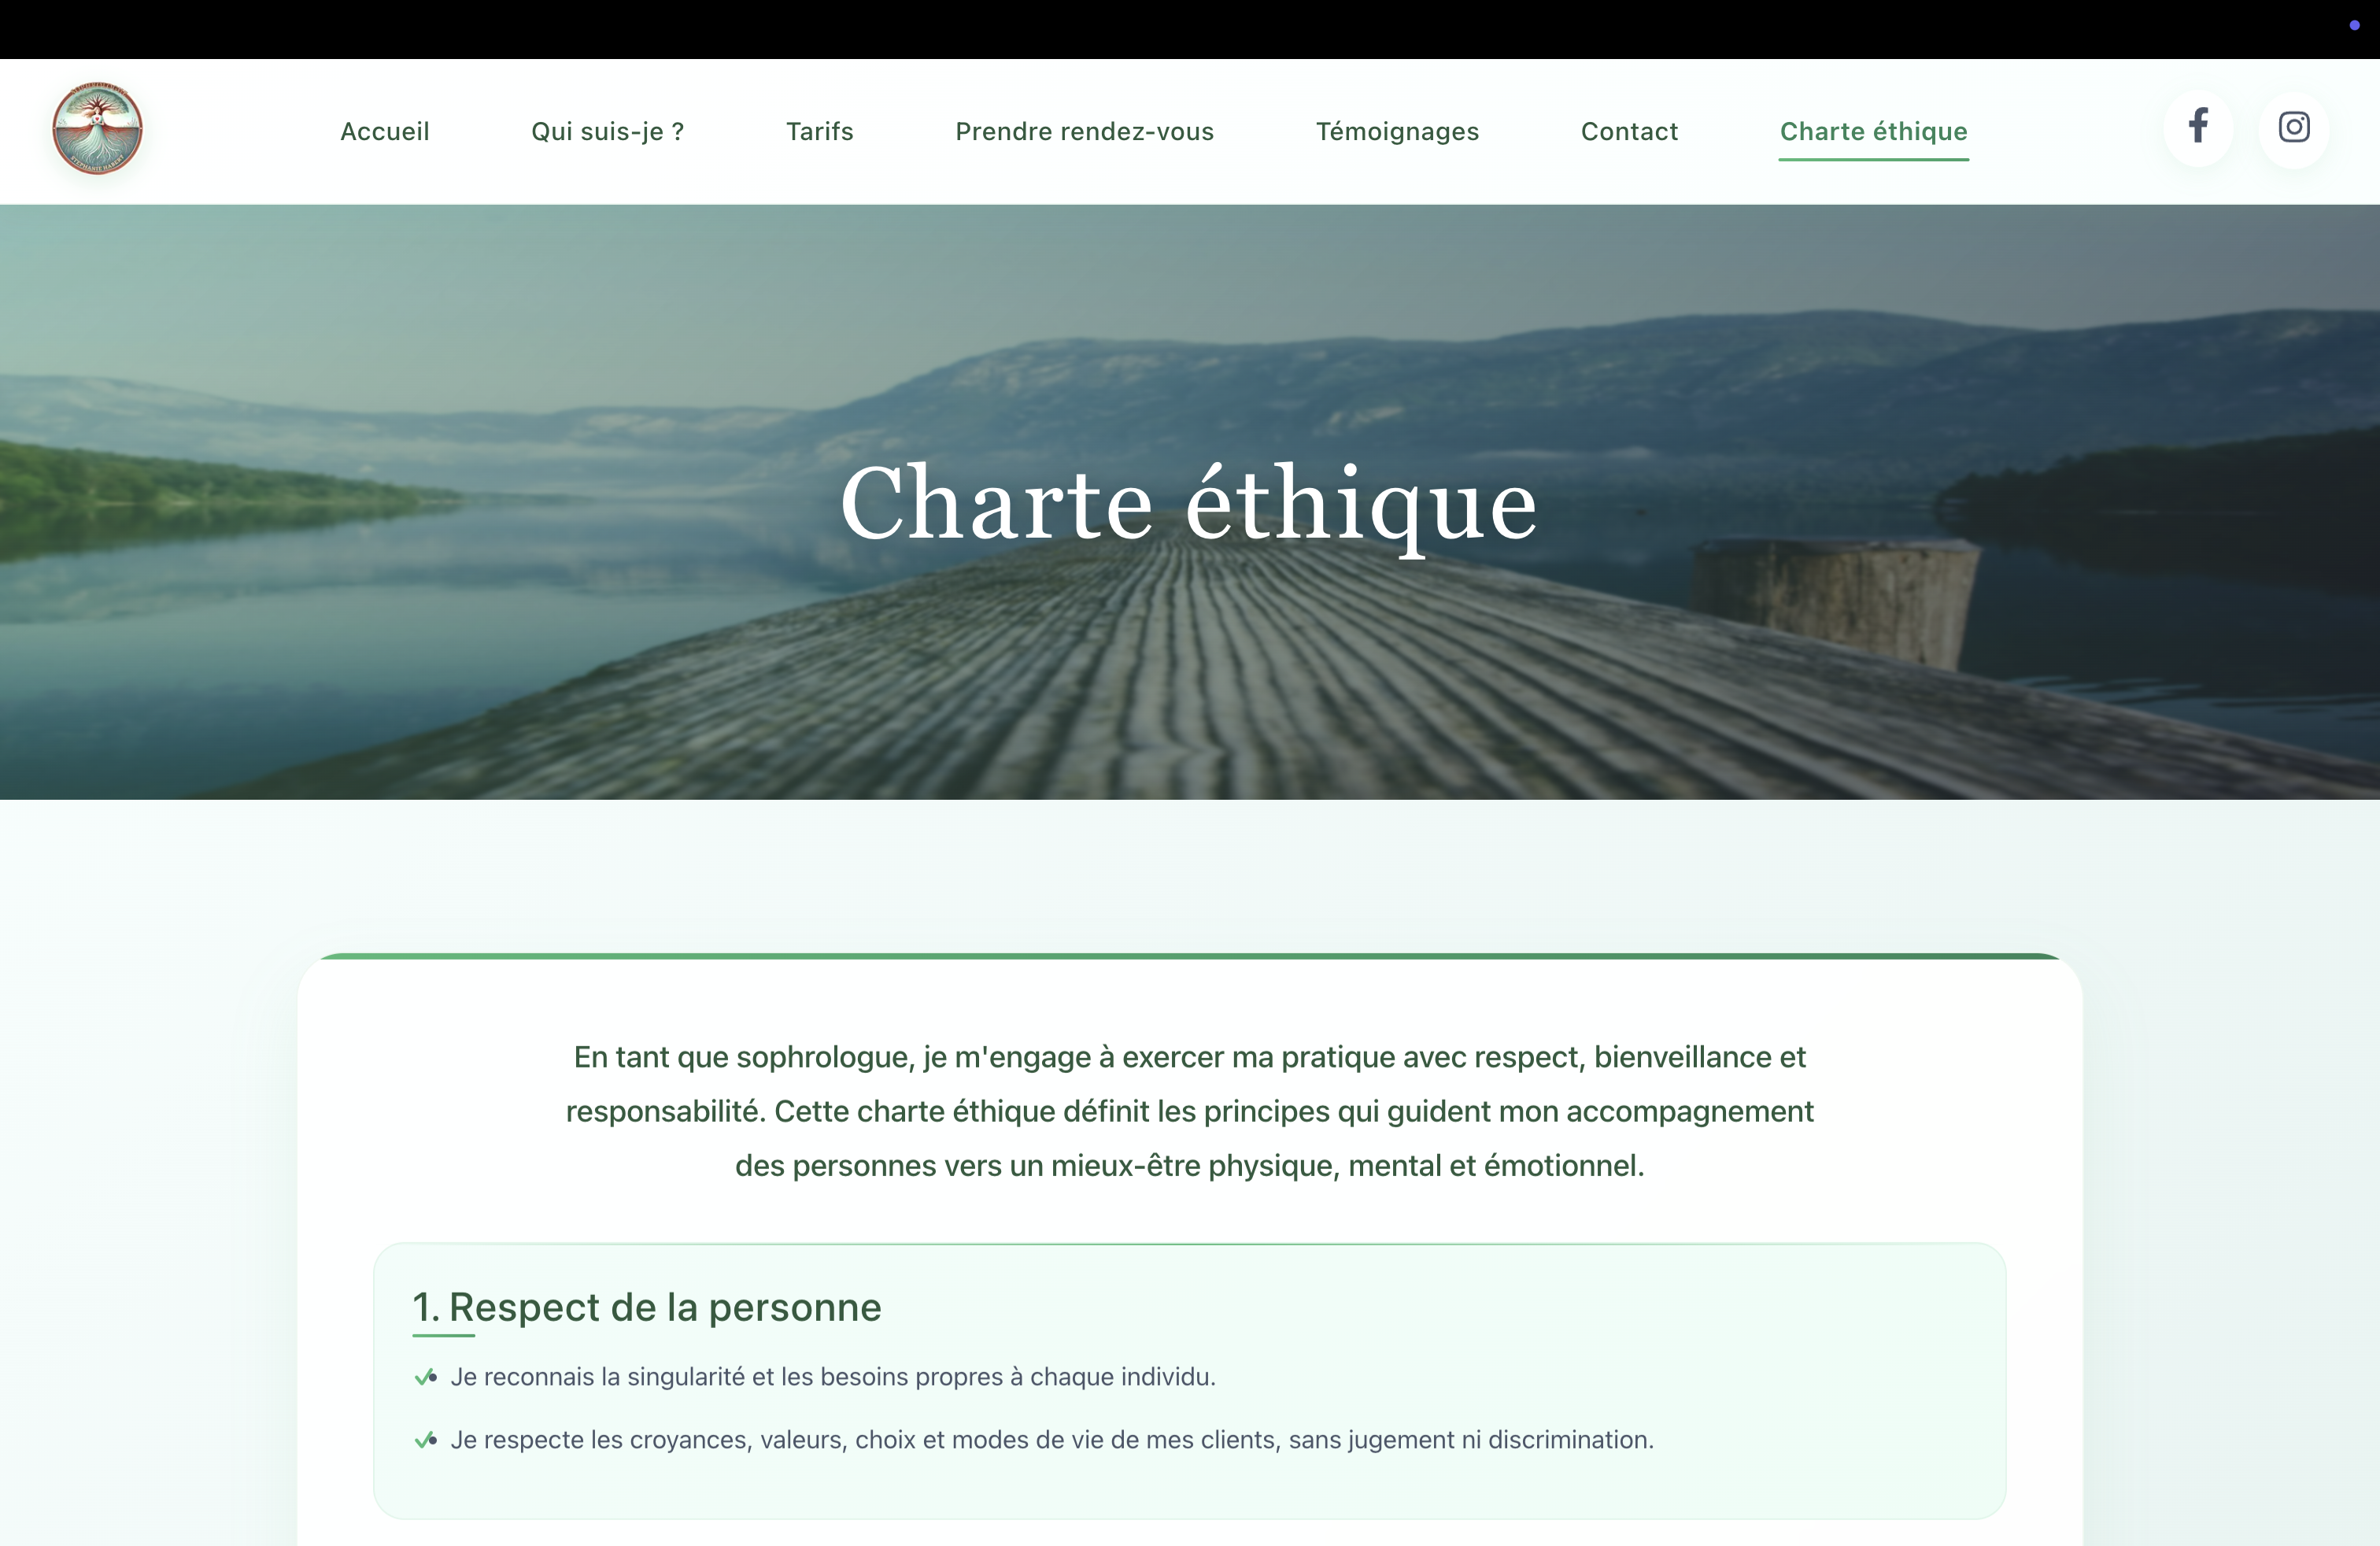 Accueil
Qui suis-je ?
Tarifs
Prendre rendez-vous
Témoignages
Contact
Charte éthique
Charte éthique
En tant que sophrologue, je m'engage à exercer ma pratique avec respect, bienveillance et
responsabilité. Cette charte éthique définit les principes qui guident mon accompagnement
des personnes vers un mieux-être physique, mental et émotionnel.
1. Respect de la personne
Je reconnais la singularité et les besoins propres à chaque individu.
Je respecte les croyances, valeurs, choix et modes de vie de mes clients, sans jugement ni discrimination.